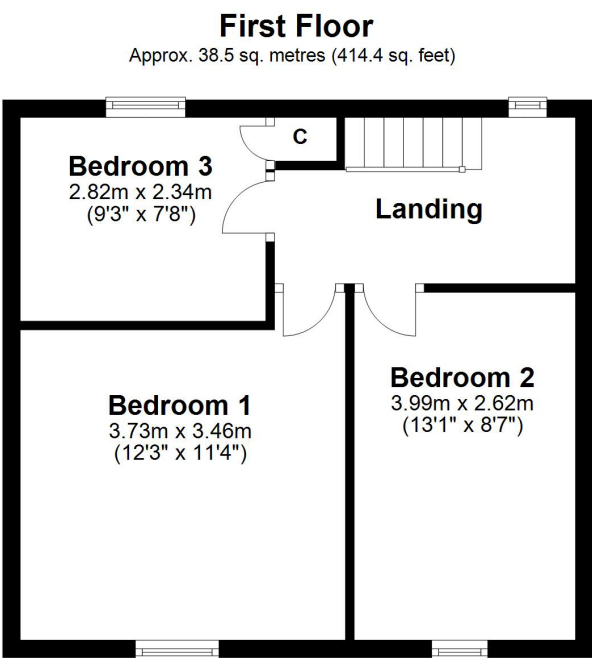 First Floor
Approx. 38.5 sq. metres (414.4 sq. feet)
C
Bedroom 3
2.82m x 2.34m
(9'3" x 7'8")
Landing
Bedroom 2
3.99m x 2.62m
(13'1" x 8'7")
Bedroom 1
3.73m x 3.46m
(12'3" x 11'4")